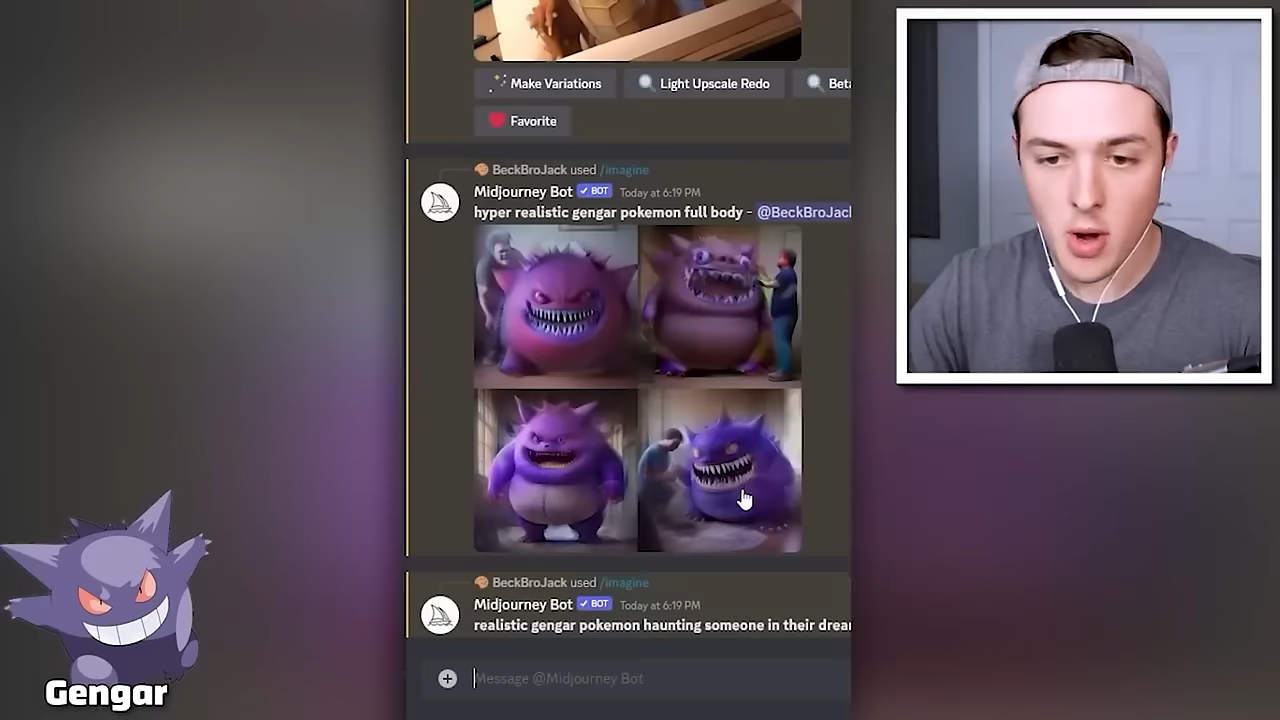 Make Variations
Light Upscale Redo
Beta
Favorite
BeckBroJack used /imagine
Midjourney Bot ✓ BOT Today at 6:19 PM
hyper realistic gengar pokemon full body - @BeckBroJack
BeckBroJack used /imagine
Midjourney Bot ✓ BOT Today at 6:19 PM
realistic gengar pokemon haunting someone in their drea
Message @Midjourney Bot
Gengar